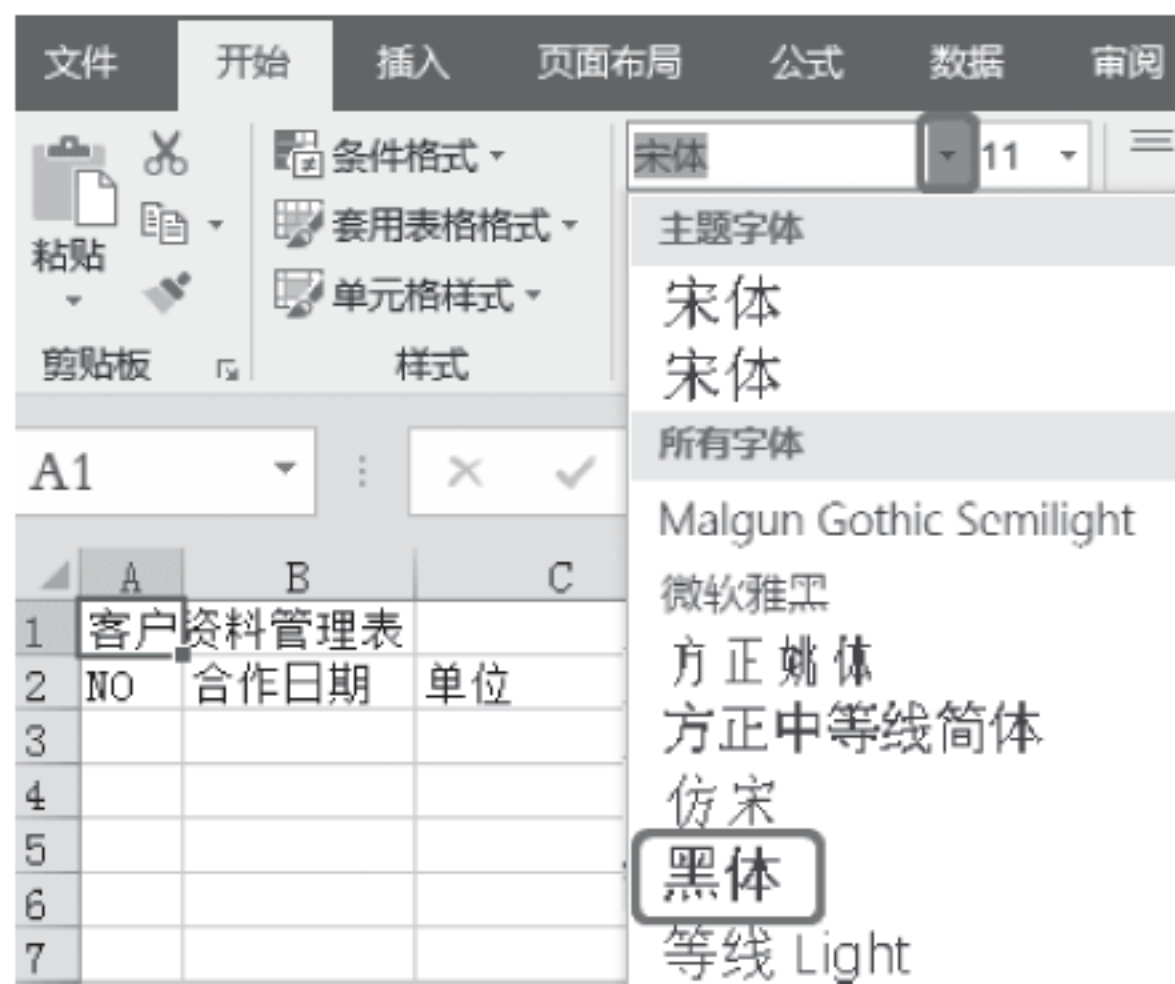 文件 开始 插入 页面布局 公式 数据 审阅
条件格式 宋体 11
套用表格格式
粘贴
单元格样式
剪贴板 样式
主题字体
宋体
宋体
所有字体
Malgun Gothic Semilight
微软雅黑
方正姚体
方正中等线简体
仿宋
黑体
等线 Light
A1
A B C
1 客户资料管理表
2 NO 合作日期 单位
3
4
5
6
7